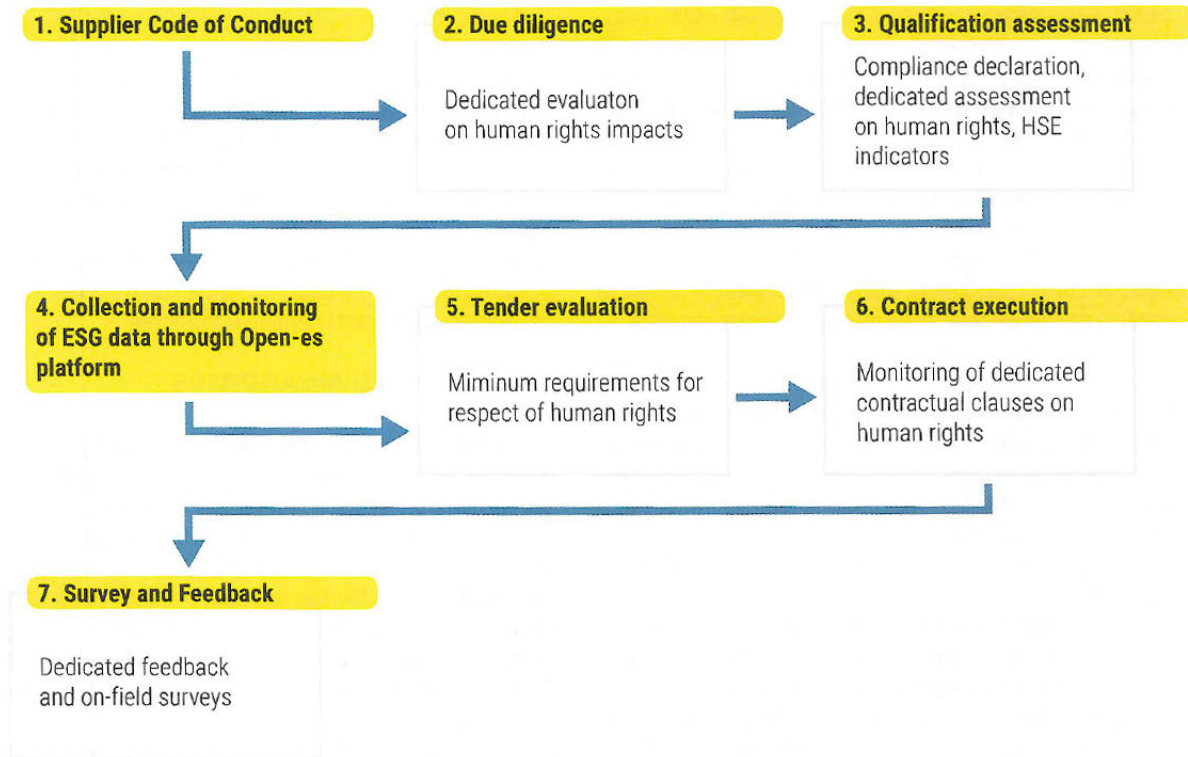 1. Supplier Code of Conduct
2. Due diligence
Dedicated evaluaton
on human rights impacts
3. Qualification assessment
Compliance declaration,
dedicated assessment
on human rights, HSE
indicators
4. Collection and monitoring
of ESG data through Open-es
platform
5. Tender evaluation
Miminum requirements for
respect of human rights
6. Contract execution
Monitoring of dedicated
contractual clauses on
human rights
7. Survey and Feedback
Dedicated feedback
and on-field surveys